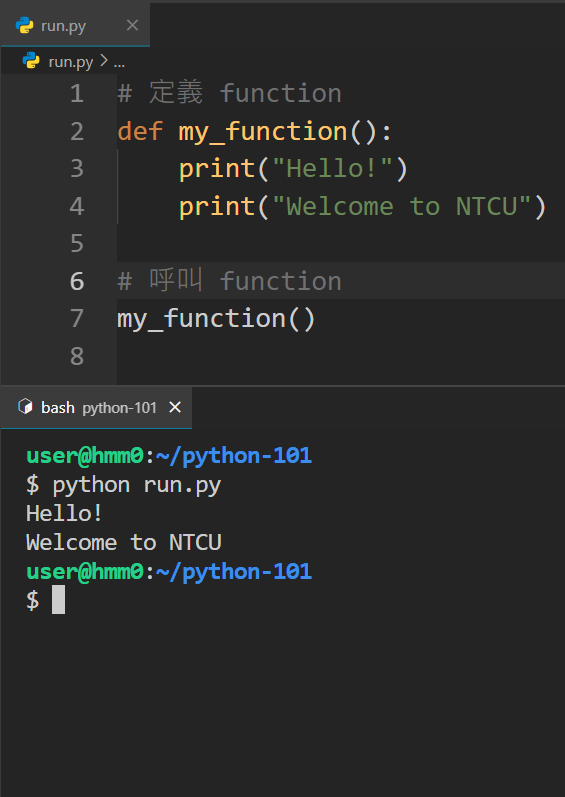 run.py
run.py > ...
1 # 定義 function
2 def my_function():
3 print("Hello!")
4 print("Welcome to NTCU")
5
6 # 呼叫 function
7 my_function()
8
bash python-101
user@hmm0:~/python-101
$ python run.py
Hello!
Welcome to NTCU
user@hmm0:~/python-101
$